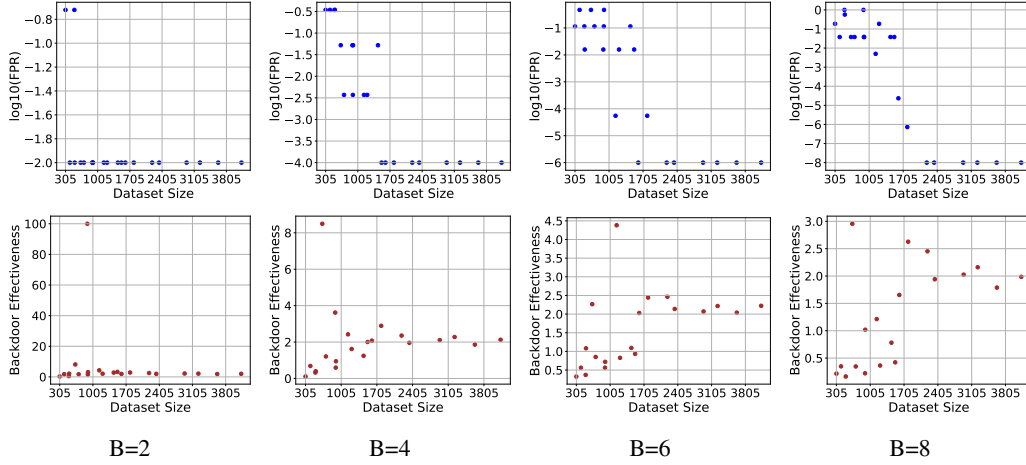 −0.8
−1.0
−1.2
−1.4
−1.6
−1.8
−2.0
log10(FPR)
305 1005 1705 2405 3105 3805
Dataset Size
−0.5
−1.0
−1.5
−2.0
−2.5
−3.0
−3.5
−4.0
log10(FPR)
305 1005 1705 2405 3105 3805
Dataset Size
0
−1
−2
−3
−4
−5
−6
log10(FPR)
305 1005 1705 2405 3105 3805
Dataset Size
0
−1
−2
−3
−4
−5
−6
−7
−8
log10(FPR)
305 1005 1705 2405 3105 3805
Dataset Size
100
80
60
40
20
0
Backdoor Effectiveness
305 1005 1705 2405 3105 3805
Dataset Size
8
6
4
2
0
Backdoor Effectiveness
305 1005 1705 2405 3105 3805
Dataset Size
4.5
4.0
3.5
3.0
2.5
2.0
1.5
1.0
0.5
Backdoor Effectiveness
305 1005 1705 2405 3105 3805
Dataset Size
3.0
2.5
2.0
1.5
1.0
0.5
Backdoor Effectiveness
305 1005 1705 2405 3105 3805
Dataset Size
B=2 B=4 B=6 B=8